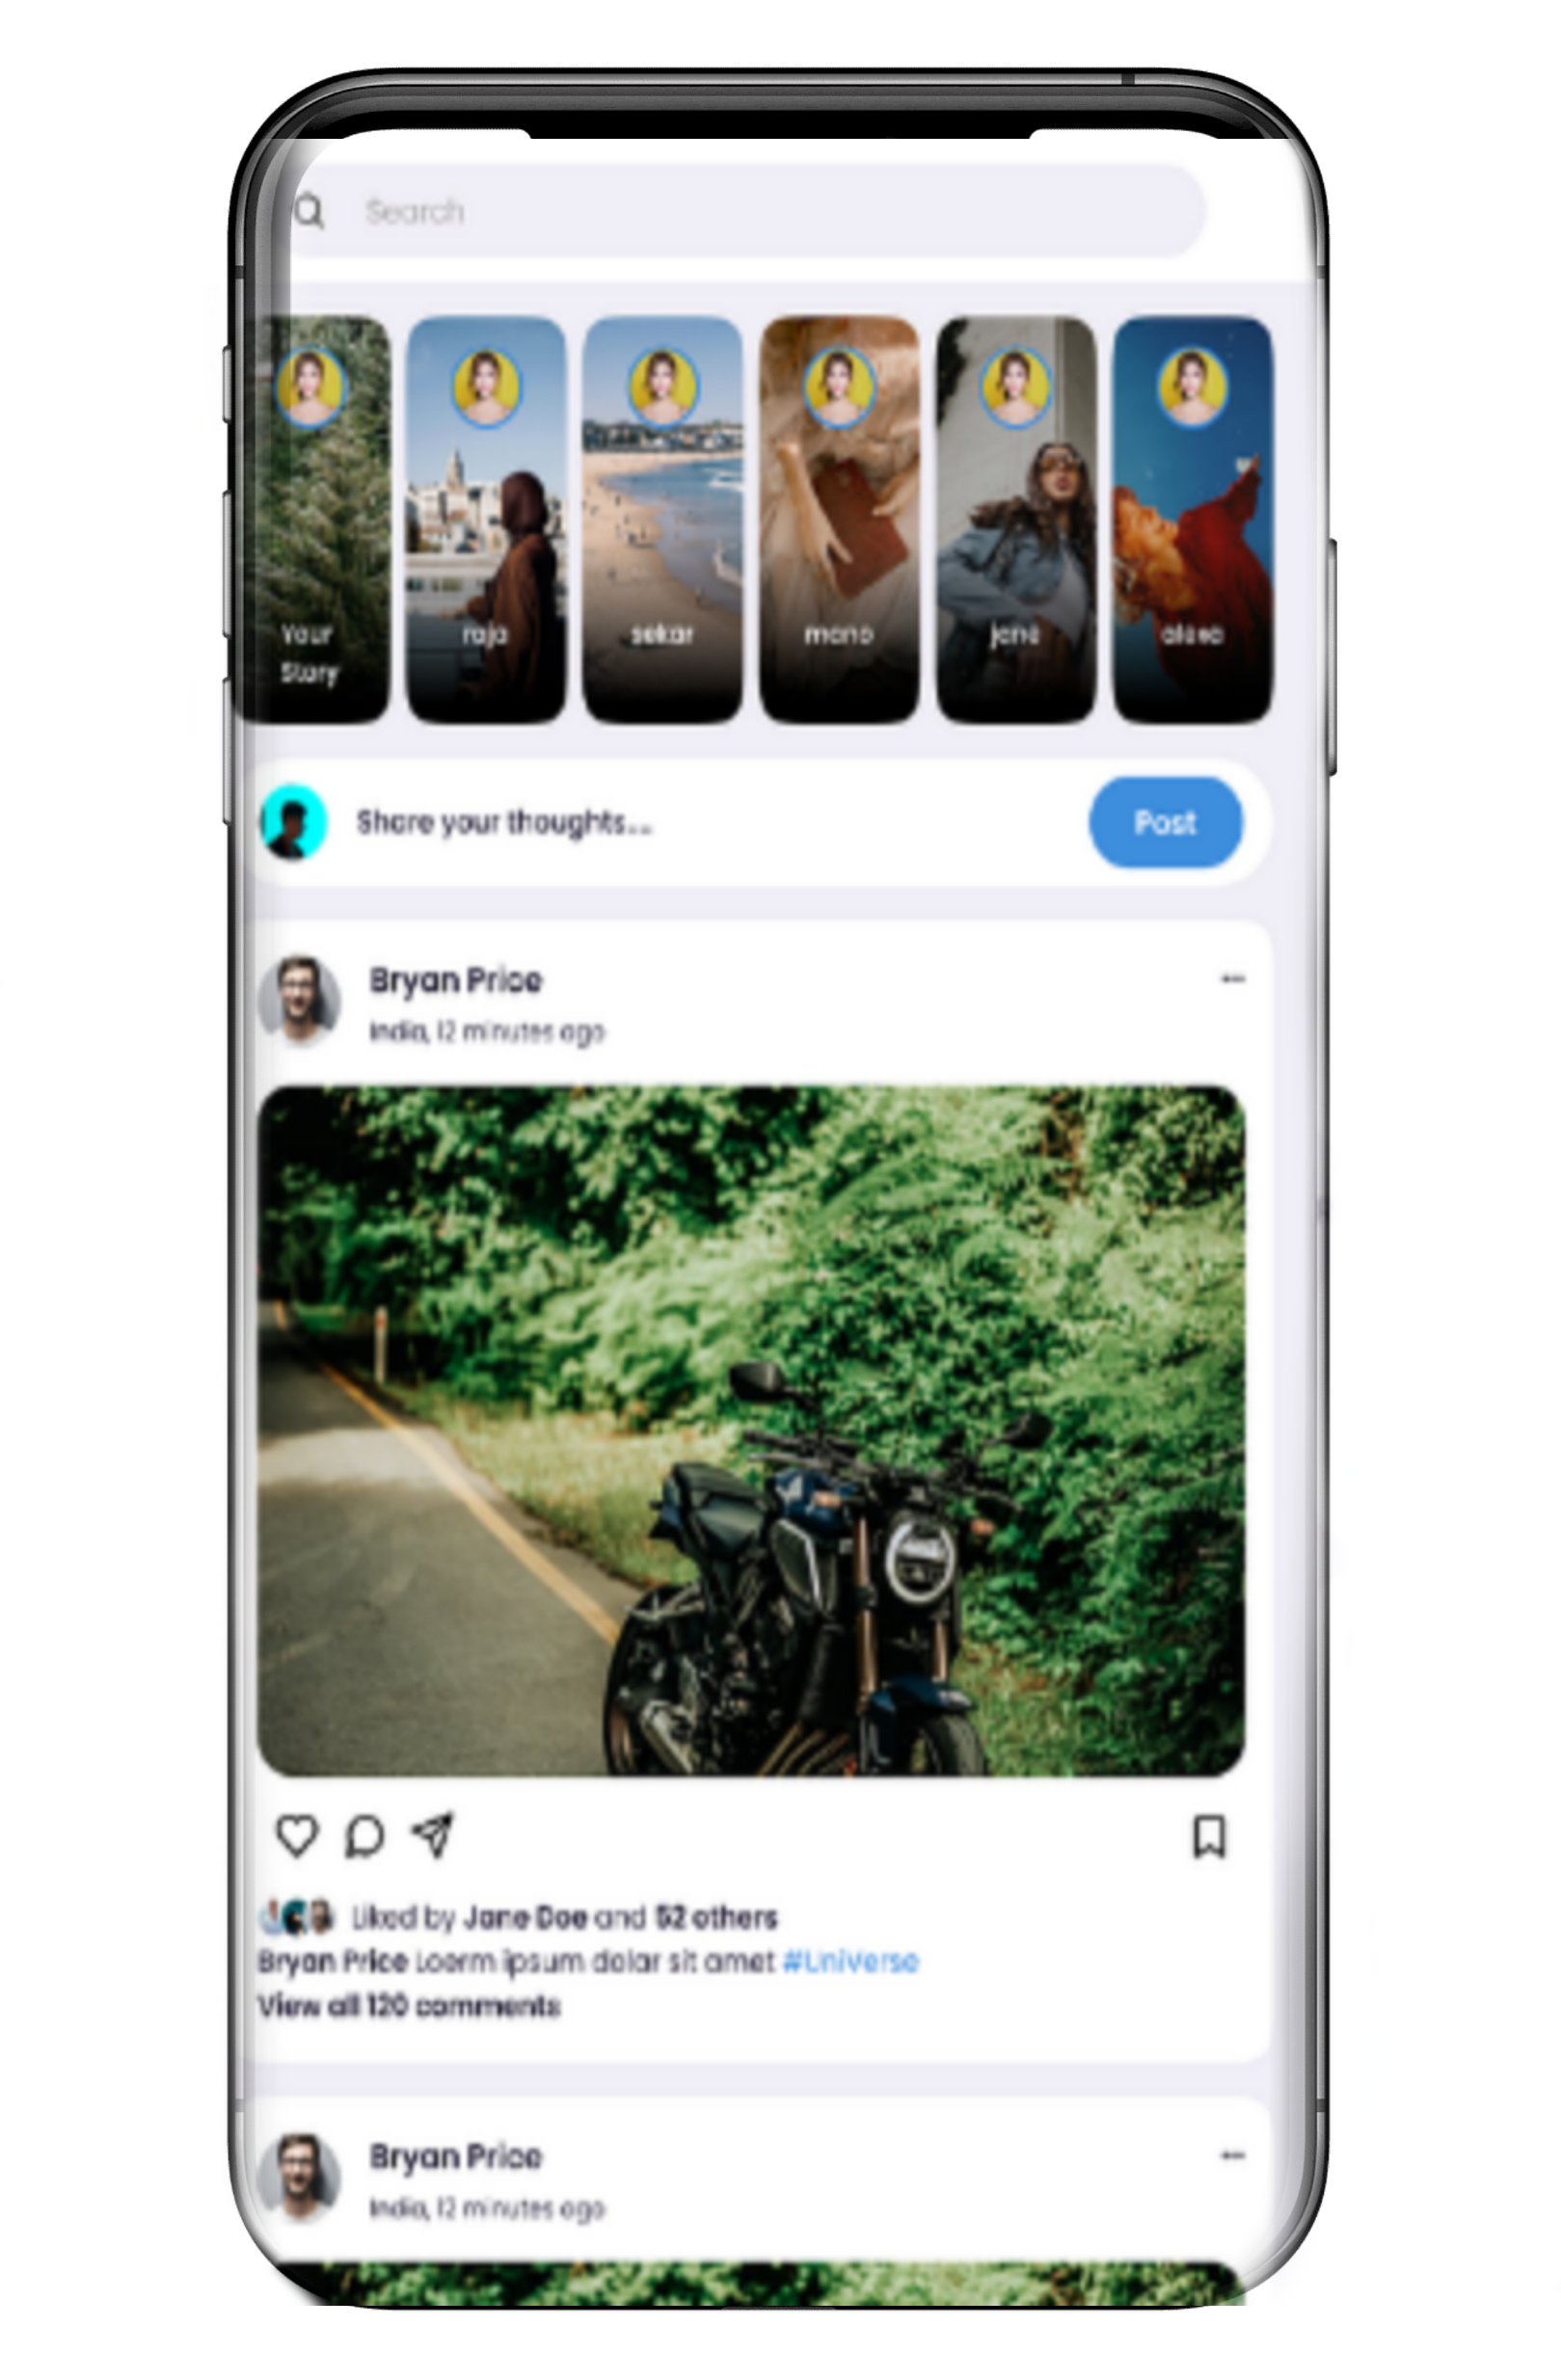 Search
Your
Story
raja
sekar
mano
jane
alexa
Share your thoughts...
Post
Bryan Price
India, 12 minutes ago
Liked by Jane Doe and 52 others
Bryan Price Loerm ipsum dolar sit amet #UniVerse
View all 120 comments
Bryan Price
India, 12 minutes ago